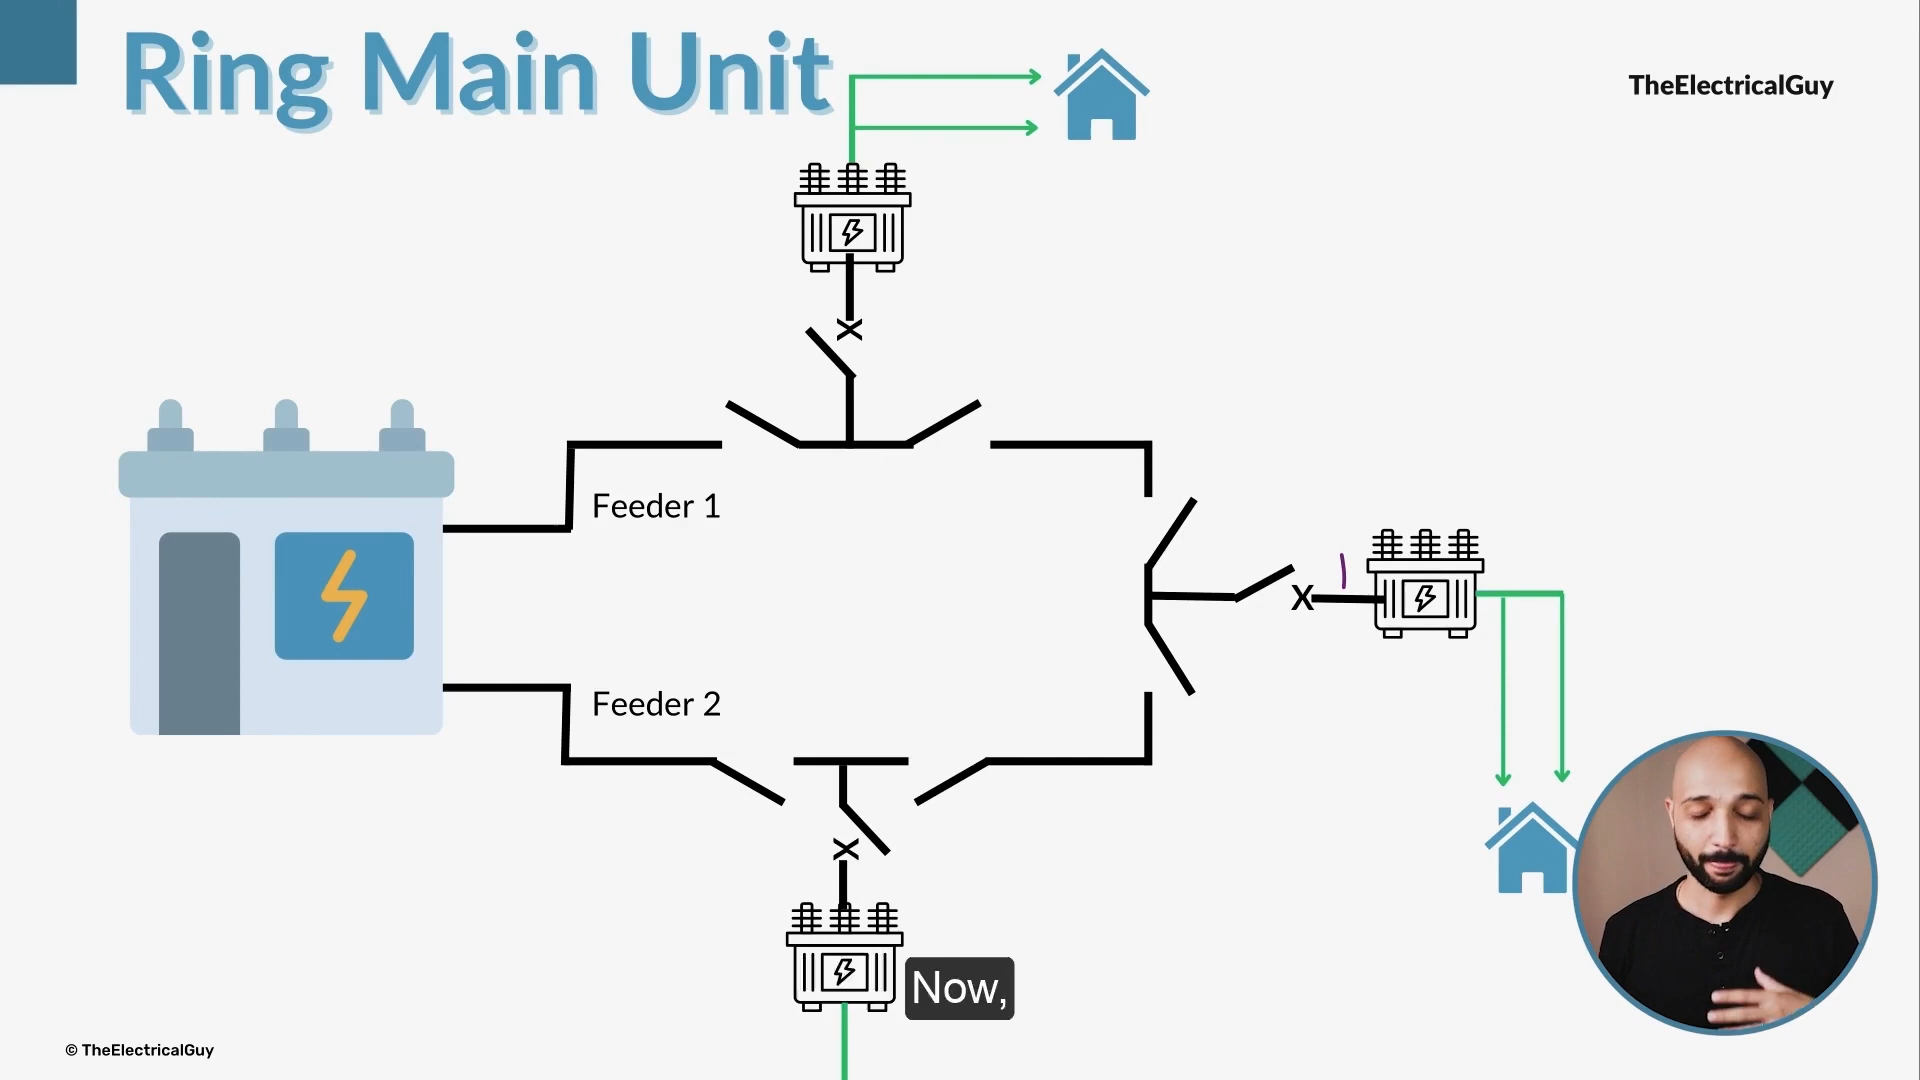 Ring Main Unit
TheElectricalGuy
Feeder 1
X
Feeder 2
Now,
© TheElectricalGuy